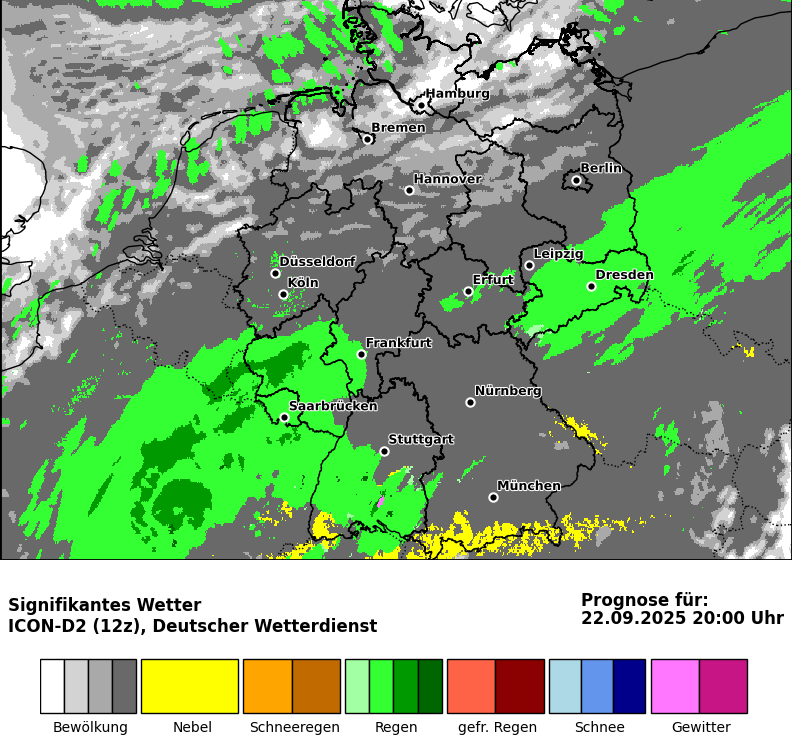 Hamburg
Bremen
Berlin
Hannover
Leipzig
Düsseldorf
Dresden
Köln
Erfurt
Frankfurt
Nürnberg
Saarbrücken
Stuttgart
München
Signifikantes Wetter
ICON-D2 (12z), Deutscher Wetterdienst
Prognose für:
22.09.2025 20:00 Uhr
Bewölkung Nebel Schneeregen Regen gefr. Regen Schnee Gewitter